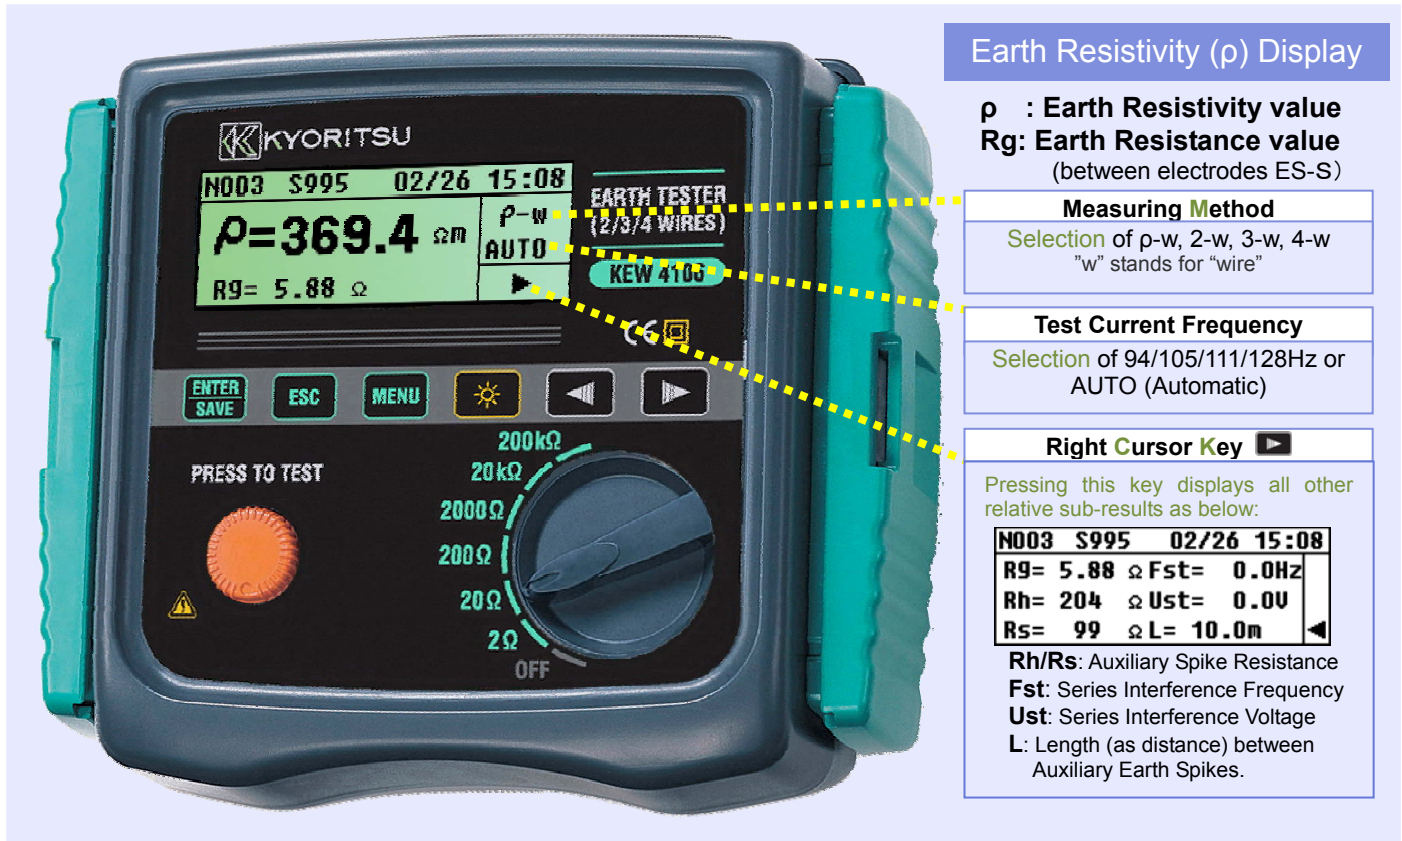 Earth Resistivity (ρ) Display
ρ : Earth Resistivity value
Rg: Earth Resistance value
(between electrodes ES-S)
KYORITSU
N003 S995 02/26 15:08
ρ=369.4 Ωm
ρ-w
AUTO
Rg= 5.88 Ω
▶
EARTH TESTER
(2/3/4 WIRES)
KEW 4106
CE
ENTER
SAVE
ESC
MENU
PRESS TO TEST
200kΩ
20kΩ
2000Ω
200Ω
20Ω
2Ω
OFF
Measuring Method
Selection of ρ-w, 2-w, 3-w, 4-w
”w” stands for “wire”
Test Current Frequency
Selection of 94/105/111/128Hz or
AUTO (Automatic)
Right Cursor Key ▶
Pressing this key displays all other
relative sub-results as below:
N003 S995 02/26 15:08
Rg= 5.88 Ω Fst= 0.0Hz
Rh= 204 Ω Ust= 0.0V
Rs= 99 Ω L= 10.0m ◀
Rh/Rs: Auxiliary Spike Resistance
Fst: Series Interference Frequency
Ust: Series Interference Voltage
L: Length (as distance) between
Auxiliary Earth Spikes.